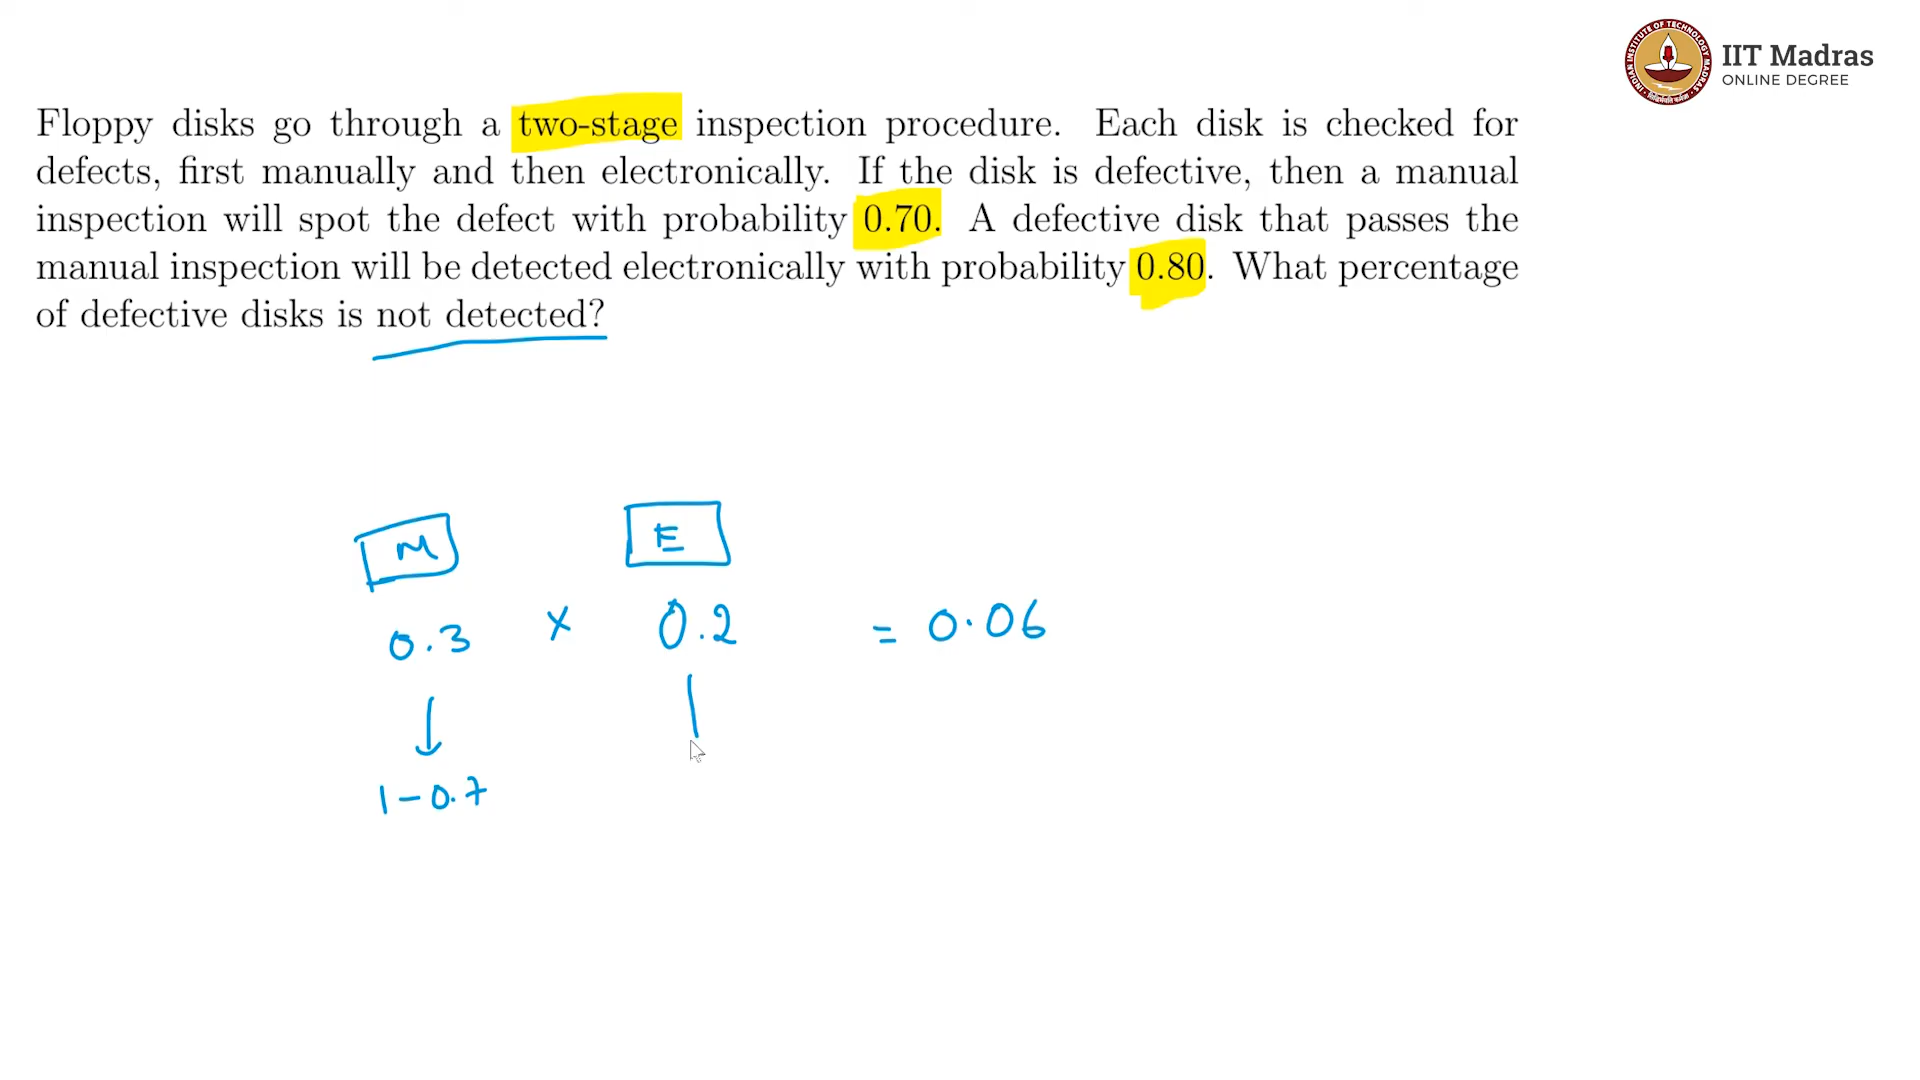 IIT Madras
ONLINE DEGREE
Floppy disks go through a two-stage inspection procedure. Each disk is checked for
defects, first manually and then electronically. If the disk is defective, then a manual
inspection will spot the defect with probability 0.70. A defective disk that passes the
manual inspection will be detected electronically with probability 0.80. What percentage
of defective disks is not detected?
M E
0.3 x 0.2 = 0.06
1-0.7